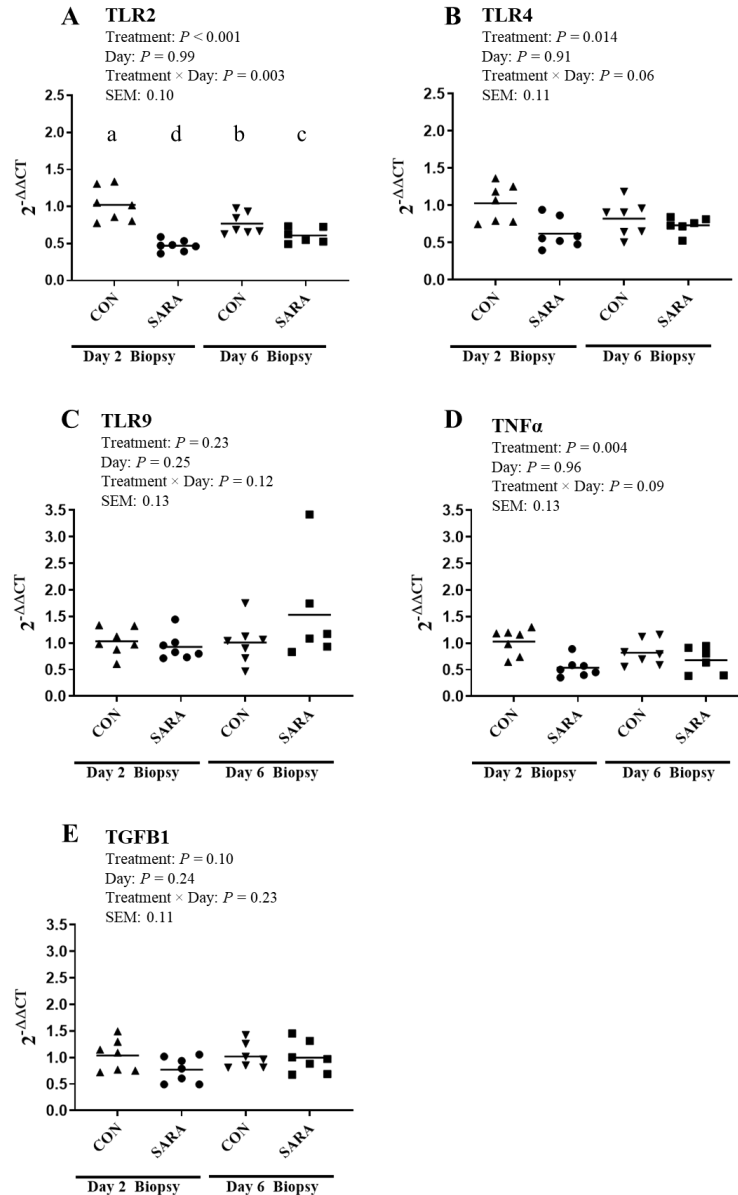 A TLR2
Treatment: P < 0.001
Day: P = 0.99
Treatment × Day: P = 0.003
SEM: 0.10
2.5
2.0
1.5
1.0
0.5
0.0
2^-ΔΔCT
a d b c
CON SARA CON SARA
Day 2 Biopsy Day 6 Biopsy
B TLR4
Treatment: P = 0.014
Day: P = 0.91
Treatment × Day: P = 0.06
SEM: 0.11
2.5
2.0
1.5
1.0
0.5
0.0
2^-ΔΔCT
CON SARA CON SARA
Day 2 Biopsy Day 6 Biopsy
C TLR9
Treatment: P = 0.23
Day: P = 0.25
Treatment × Day: P = 0.12
SEM: 0.13
3.5
3.0
2.5
2.0
1.5
1.0
0.5
0.0
2^-ΔΔCT
CON SARA CON SARA
Day 2 Biopsy Day 6 Biopsy
D TNFα
Treatment: P = 0.004
Day: P = 0.96
Treatment × Day: P = 0.09
SEM: 0.13
3.5
3.0
2.5
2.0
1.5
1.0
0.5
0.0
2^-ΔΔCT
CON SARA CON SARA
Day 2 Biopsy Day 6 Biopsy
E TGFB1
Treatment: P = 0.10
Day: P = 0.24
Treatment × Day: P = 0.23
SEM: 0.11
3.5
3.0
2.5
2.0
1.5
1.0
0.5
0.0
2^-ΔΔCT
CON SARA CON SARA
Day 2 Biopsy Day 6 Biopsy